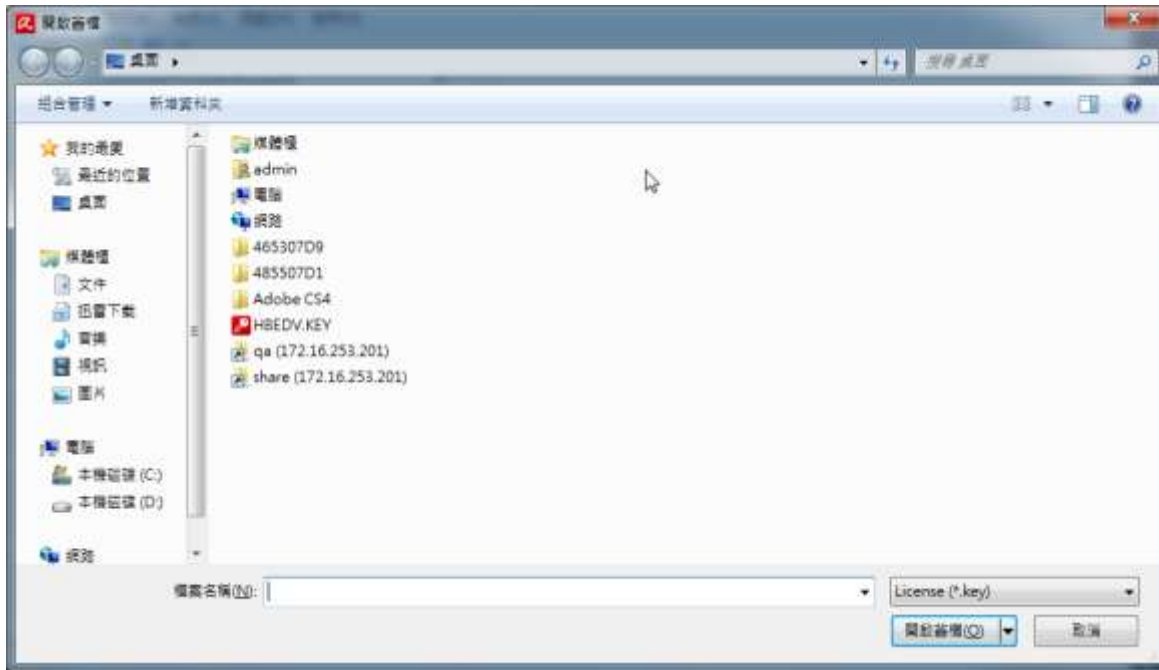 開啟舊檔
桌面
搜尋 桌面
組合管理
新增資料夾
我的最愛
最近的位置
桌面
媒體櫃
文件
迅雷下載
音樂
視訊
圖片
電腦
本機磁碟 (C:)
本機磁碟 (D:)
網路
媒體櫃
admin
電腦
網路
465307D9
485507D1
Adobe CS4
HBEDV.KEY
qa (172.16.253.201)
share (172.16.253.201)
檔案名稱(N):
License (*.key)
開啟舊檔(O)
取消